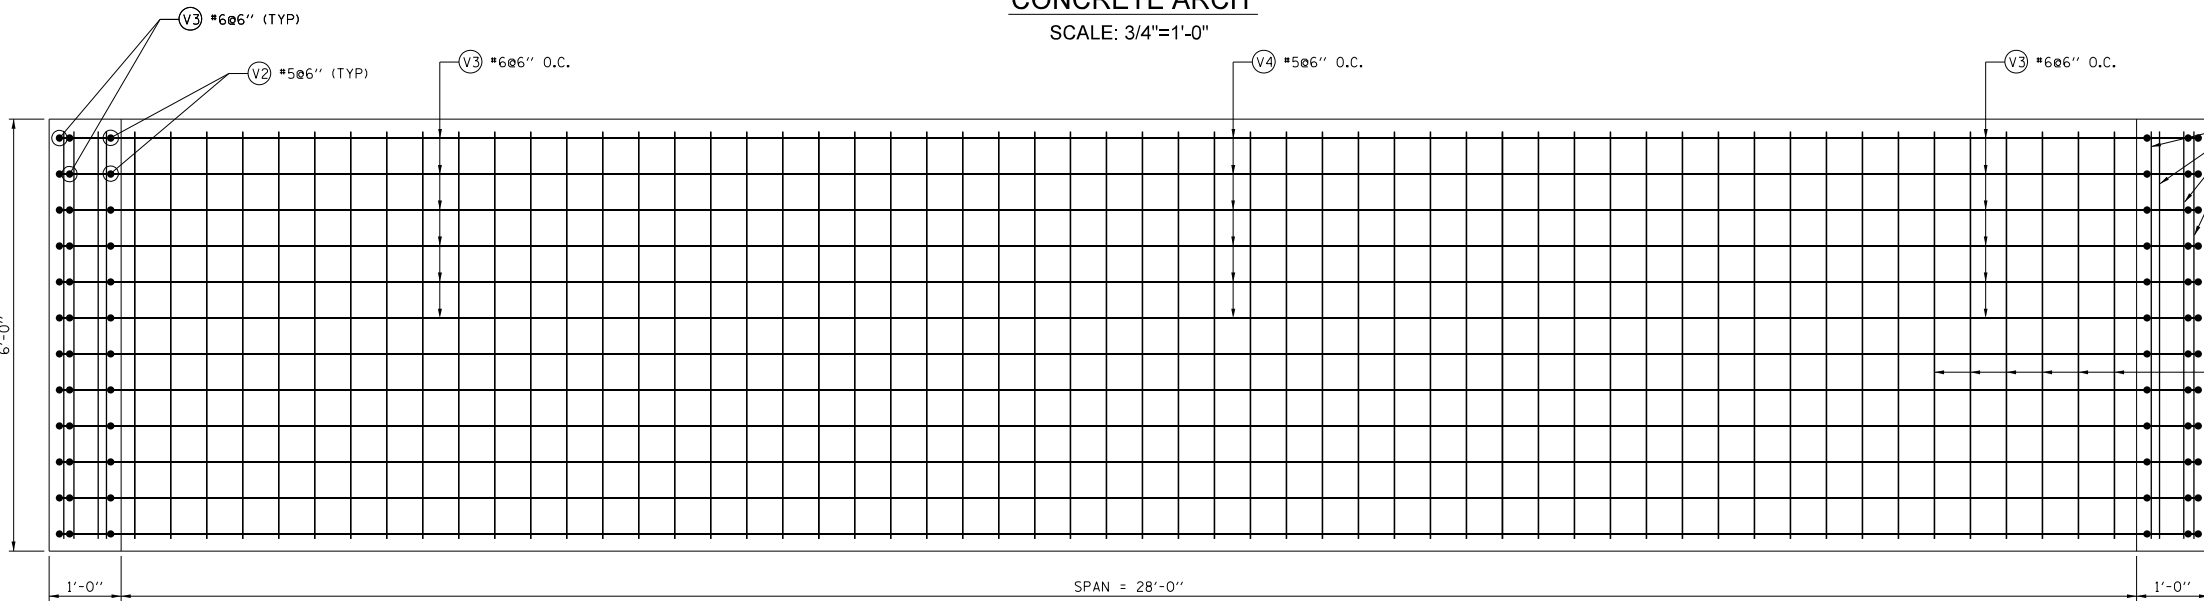 CONCRETE ARCH
SCALE: 3/4"=1'-0"
V3 #6@6'' (TYP)
V2 #5@6'' (TYP)
V3 #6@6'' O.C.
V4 #5@6'' O.C.
V3 #6@6'' O.C.
6'-0''
1'-0''
SPAN = 28'-0''
1'-0''